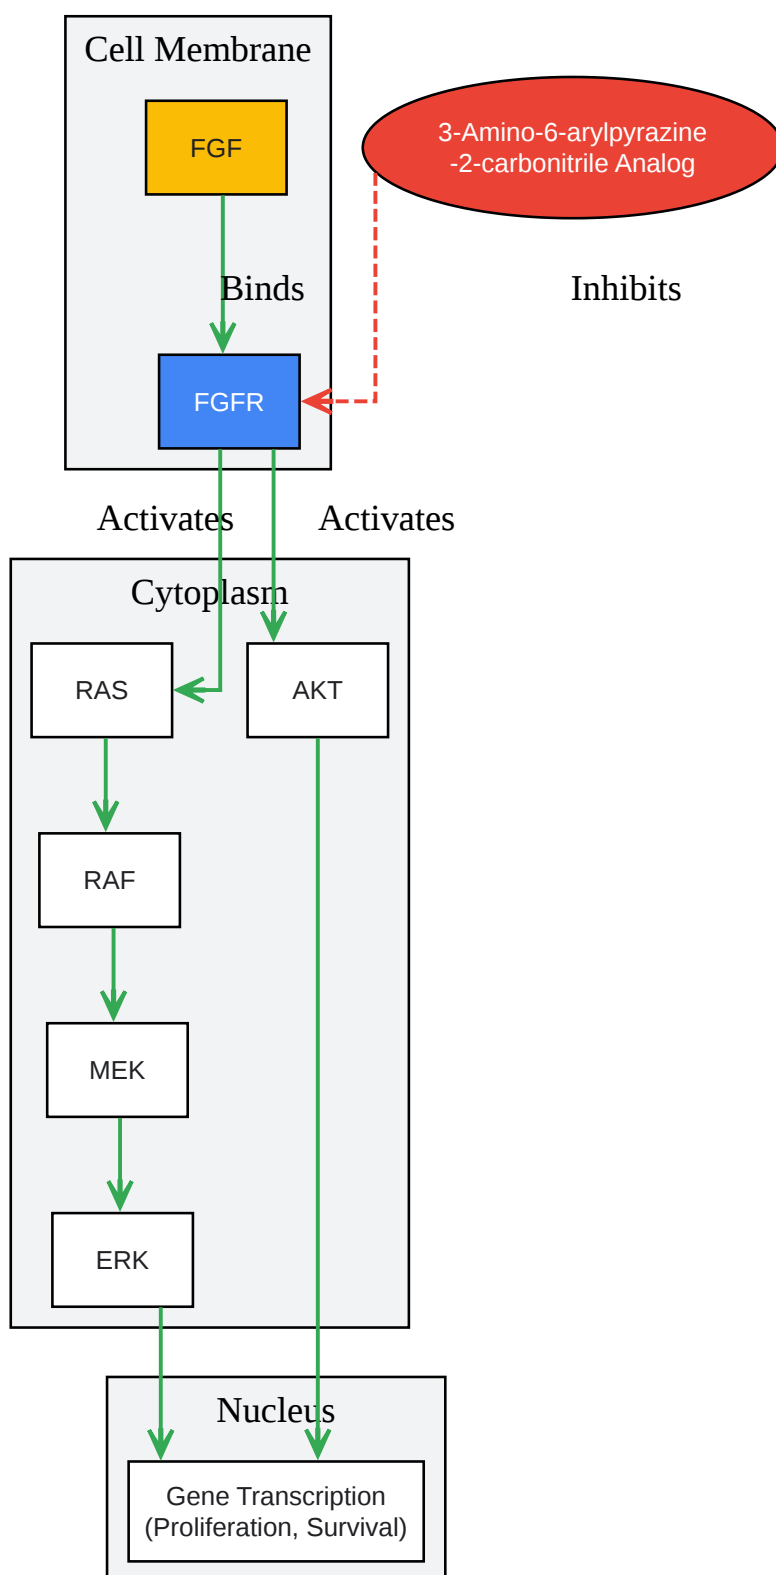 Cell Membrane
FGF
3-Amino-6-arylpyrazine
-2-carbonitrile Analog
Binds
Inhibits
FGFR
Activates
Activates
Cytoplasm
RAS
AKT
RAF
MEK
ERK
Nucleus
Gene Transcription
(Proliferation, Survival)